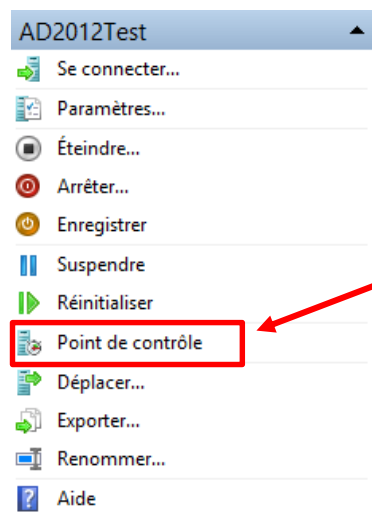 AD2012Test
Se connecter...
Paramètres...
Éteindre...
Arrêter...
Enregistrer
Suspendre
Réinitialiser
Point de contrôle
Déplacer...
Exporter...
Renommer...
Aide